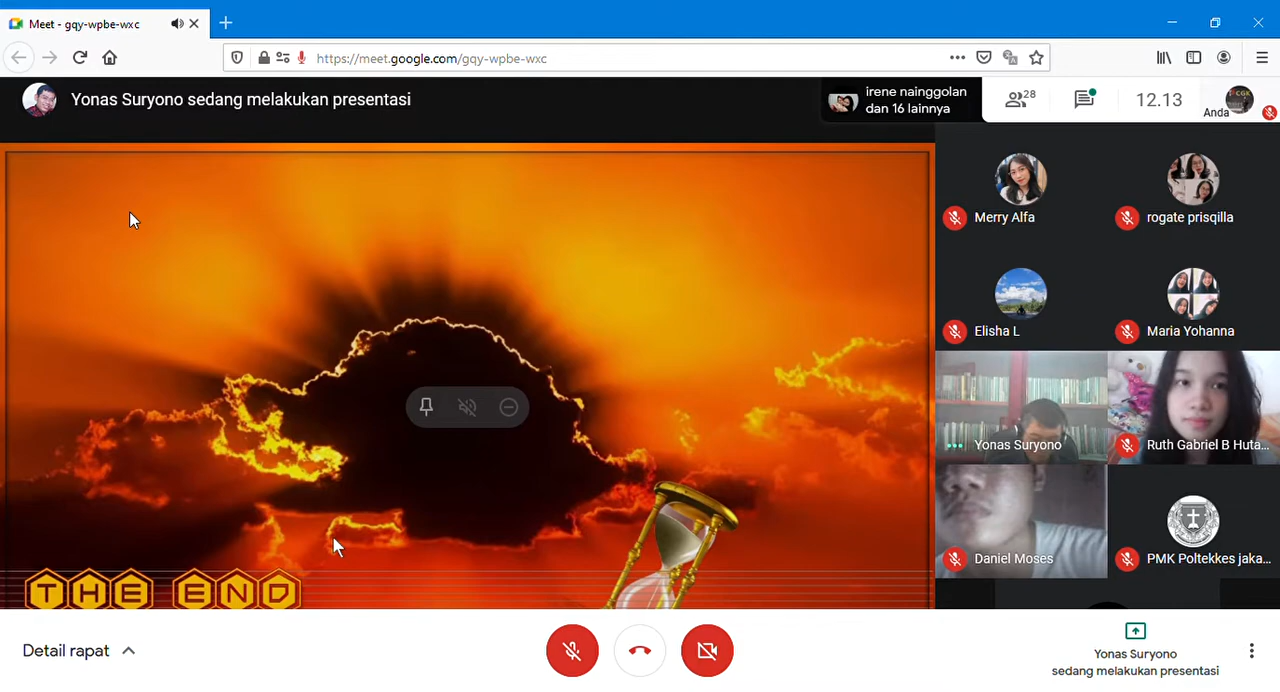 Meet - gqy-wpbe-wxc
https://meet.google.com/gqy-wpbe-wxc
Yonas Suryono sedang melakukan presentasi
irene nainggolan
dan 16 lainnya
28
12.13
Anda
Merry Alfa
rogate prisqilla
Elisha L
Maria Yohanna
Yonas Suryono
Ruth Gabriel B Huta...
Daniel Moses
PMK Poltekkes jaka...
THE END
Detail rapat
Yonas Suryono
sedang melakukan presentasi